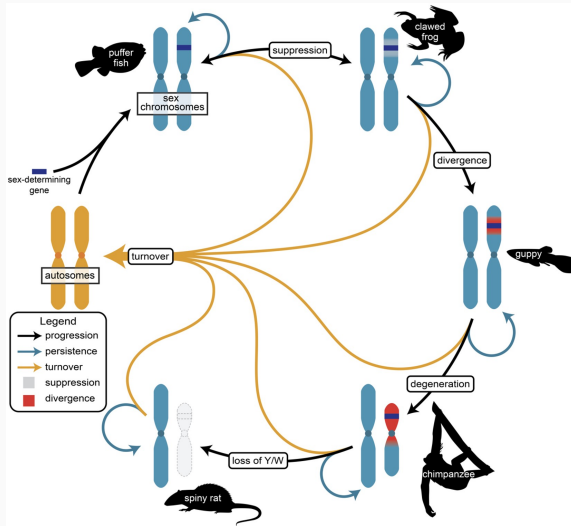 puffer
fish
suppression
clawed
frog
sex
chromosomes
divergence
sex-determining
gene
turnover
guppy
autosomes
Legend
progression
persistence
turnover
suppression
divergence
degeneration
loss of Y/W
chimpanzee
spiny rat